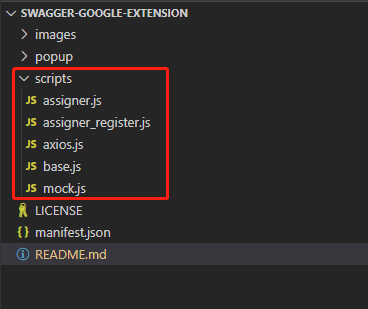 SWAGGER-GOOGLE-EXTENSION
images
popup
scripts
JS assigner.js
JS assigner_register.js
JS axios.js
JS base.js
JS mock.js
LICENSE
{} manifest.json
README.md